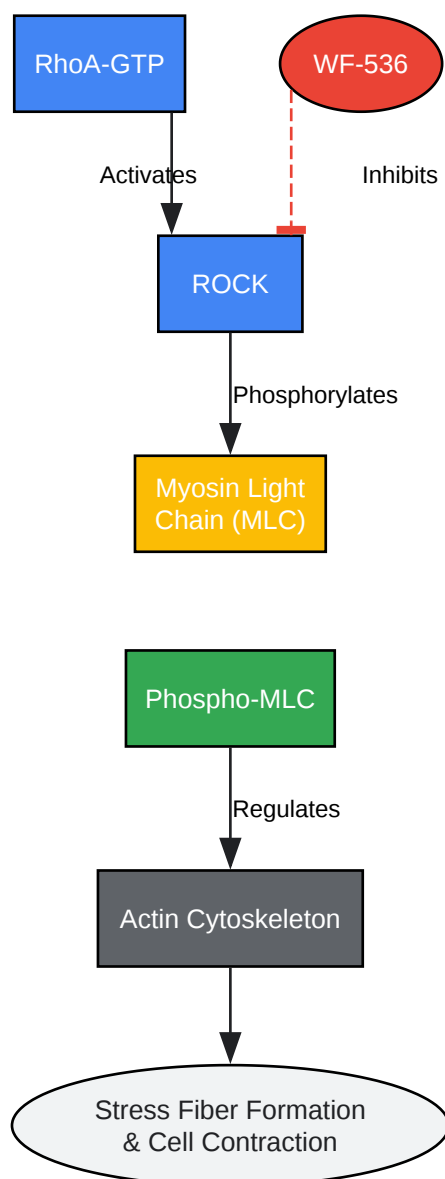 RhoA-GTP
WF-536
Activates
Inhibits
ROCK
Phosphorylates
Myosin Light
Chain (MLC)
Phospho-MLC
Regulates
Actin Cytoskeleton
Stress Fiber Formation
& Cell Contraction